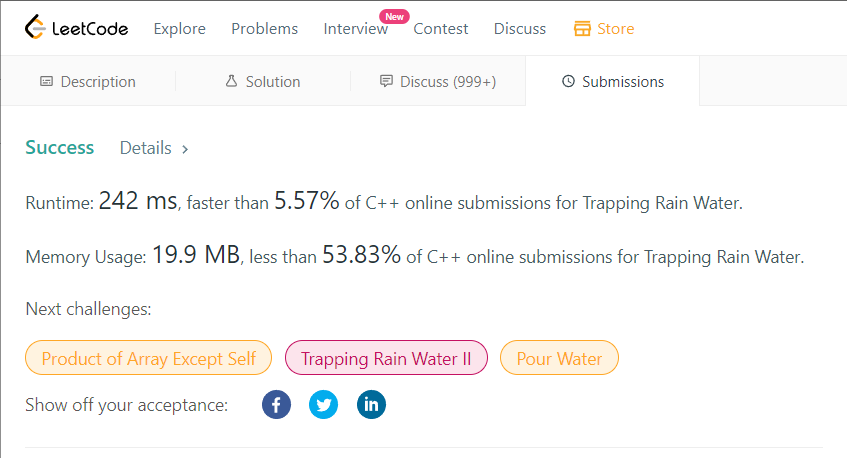 LeetCode Explore Problems Interview New Contest Discuss Store
Description Solution Discuss (999+) Submissions
Success Details >
Runtime: 242 ms, faster than 5.57% of C++ online submissions for Trapping Rain Water.
Memory Usage: 19.9 MB, less than 53.83% of C++ online submissions for Trapping Rain Water.
Next challenges:
Product of Array Except Self Trapping Rain Water II Pour Water
Show off your acceptance: f in